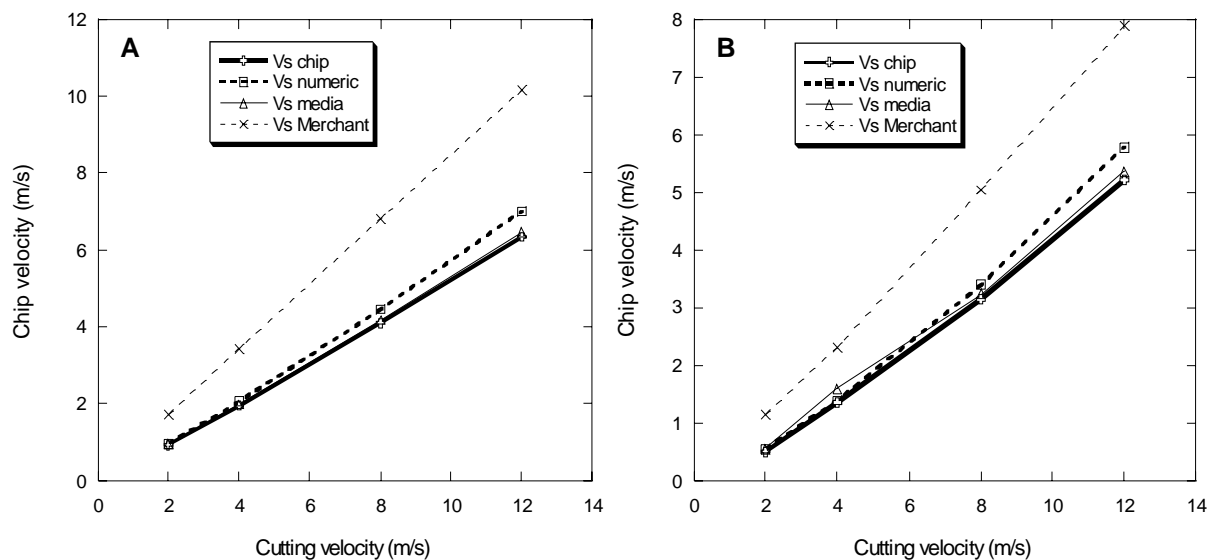 A
Vs chip
Vs numeric
Vs media
Vs Merchant
12
10
8
6
4
2
0
Chip velocity (m/s)
0 2 4 6 8 10 12 14
Cutting velocity (m/s)
B
Vs chip
Vs numeric
Vs media
Vs Merchant
8
7
6
5
4
3
2
1
0
Chip velocity (m/s)
0 2 4 6 8 10 12 14
Cutting velocity (m/s)